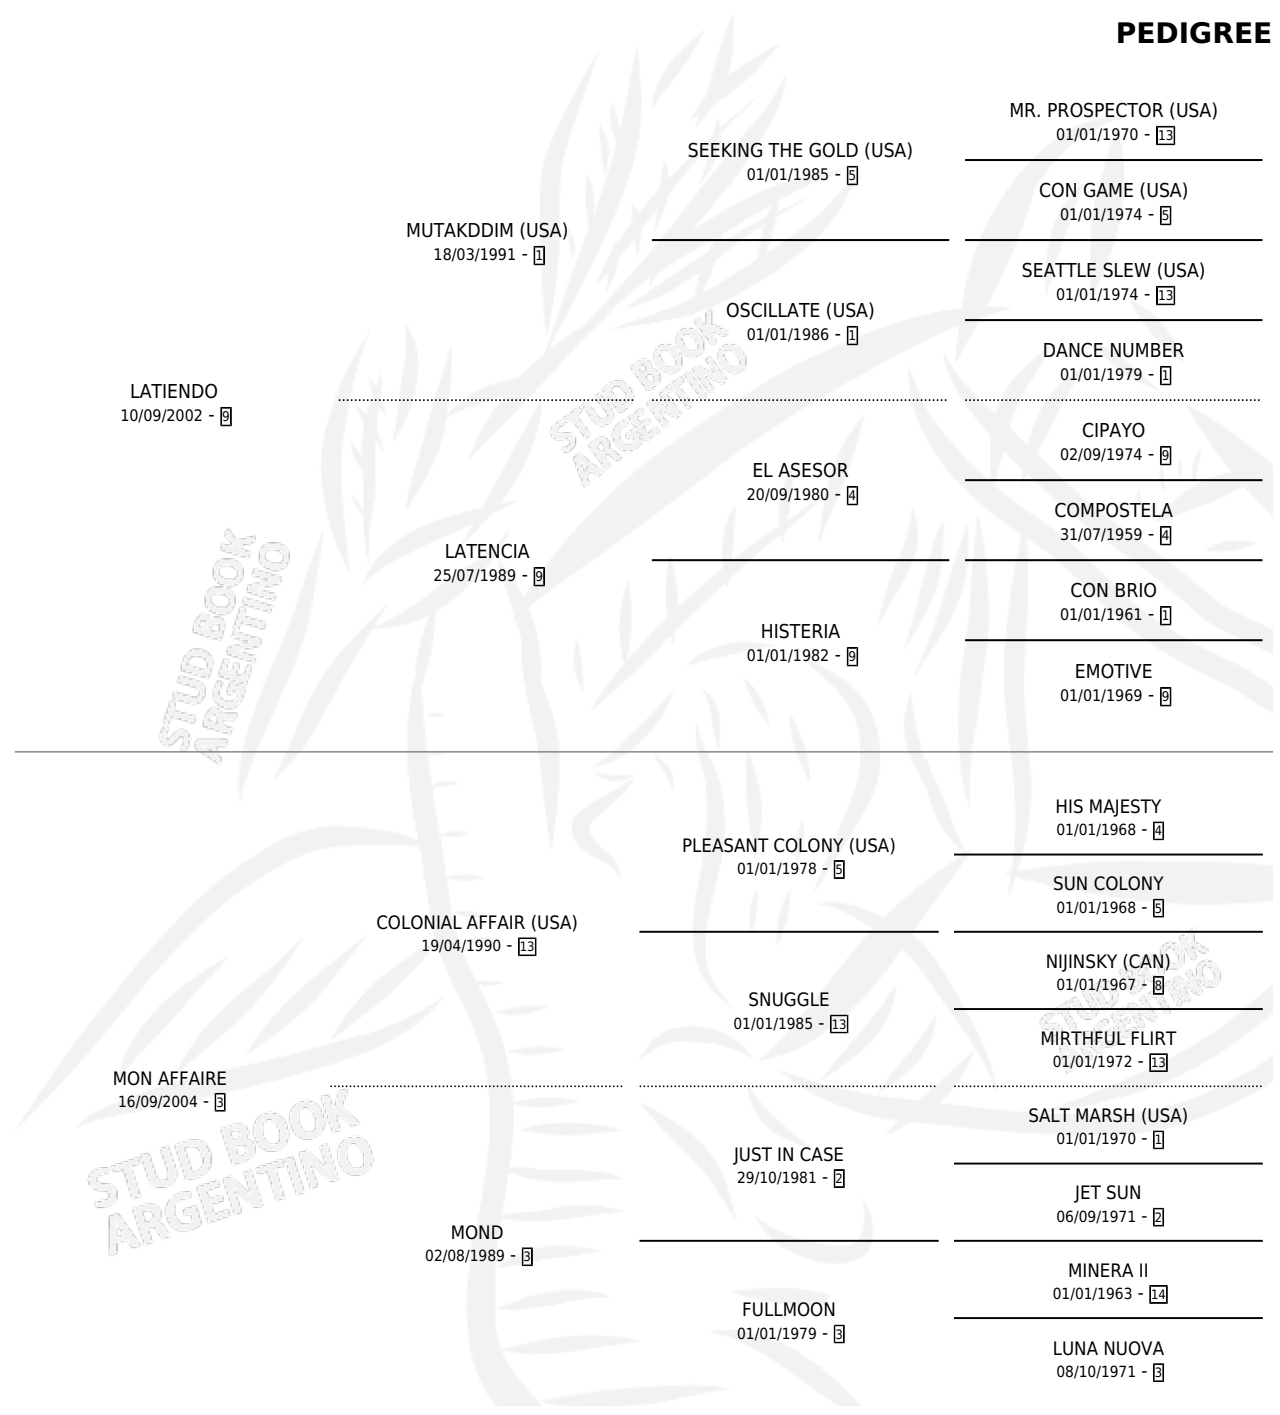 PEDIGREE
MR. PROSPECTOR (USA)
01/01/1970 - 13
SEEKING THE GOLD (USA)
01/01/1985 - 5
CON GAME (USA)
01/01/1974 - 5
MUTAKDDIM (USA)
18/03/1991 - 1
SEATTLE SLEW (USA)
01/01/1974 - 13
OSCILLATE (USA)
01/01/1986 - 1
DANCE NUMBER
01/01/1979 - 1
LATIENDO
10/09/2002 - 9
CIPAYO
02/09/1974 - 9
EL ASESOR
20/09/1980 - 4
COMPOSTELA
31/07/1959 - 4
LATENCIA
25/07/1989 - 9
CON BRIO
01/01/1961 - 1
HISTERIA
01/01/1982 - 9
EMOTIVE
01/01/1969 - 9
HIS MAJESTY
01/01/1968 - 4
PLEASANT COLONY (USA)
01/01/1978 - 5
SUN COLONY
01/01/1968 - 5
COLONIAL AFFAIR (USA)
19/04/1990 - 13
NIJINSKY (CAN)
01/01/1967 - 8
SNUGGLE
01/01/1985 - 13
MIRTHFUL FLIRT
01/01/1972 - 13
MON AFFAIRE
16/09/2004 - 3
SALT MARSH (USA)
01/01/1970 - 1
JUST IN CASE
29/10/1981 - 2
JET SUN
06/09/1971 - 2
MOND
02/08/1989 - 3
MINERA II
01/01/1963 - 14
FULLMOON
01/01/1979 - 3
LUNA NUOVA
08/10/1971 - 3
STUD BOOK
ARGENTINO
STUD BOOK
ARGENTINO
STUD BOOK
ARGENTINO
STUD BOOK
ARGENTINO